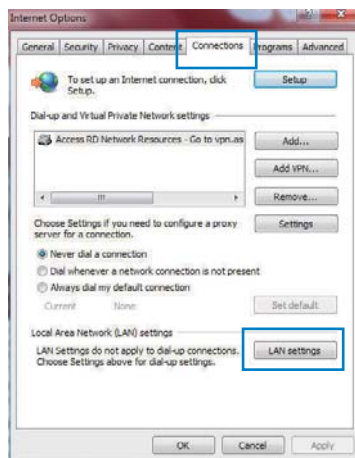 Internet Options
General Security Privacy Content Connections Programs Advanced
To set up an Internet connection, click
Setup.
Setup
Dial-up and Virtual Private Network settings
Access RD Network Resources - Go to vpn.as
Add...
Add VPN...
Remove...
Choose Settings if you need to configure a proxy
server for a connection.
Settings
Never dial a connection
Dial whenever a network connection is not present
Always dial my default connection
Current None
Set default
Local Area Network (LAN) settings
LAN Settings do not apply to dial-up connections.
Choose Settings above for dial-up settings.
LAN settings
OK Cancel Apply